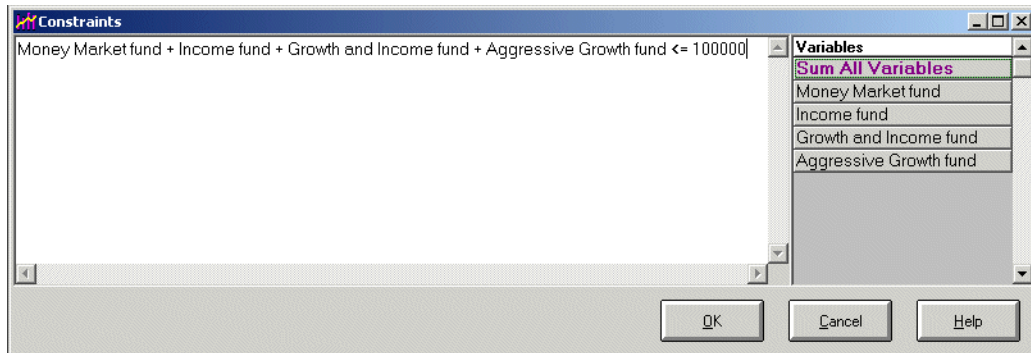 Constraints
Money Market fund + Income fund + Growth and Income fund + Aggressive Growth fund <= 100000
Variables
Sum All Variables
Money Market fund
Income fund
Growth and Income fund
Aggressive Growth fund
OK
Cancel
Help